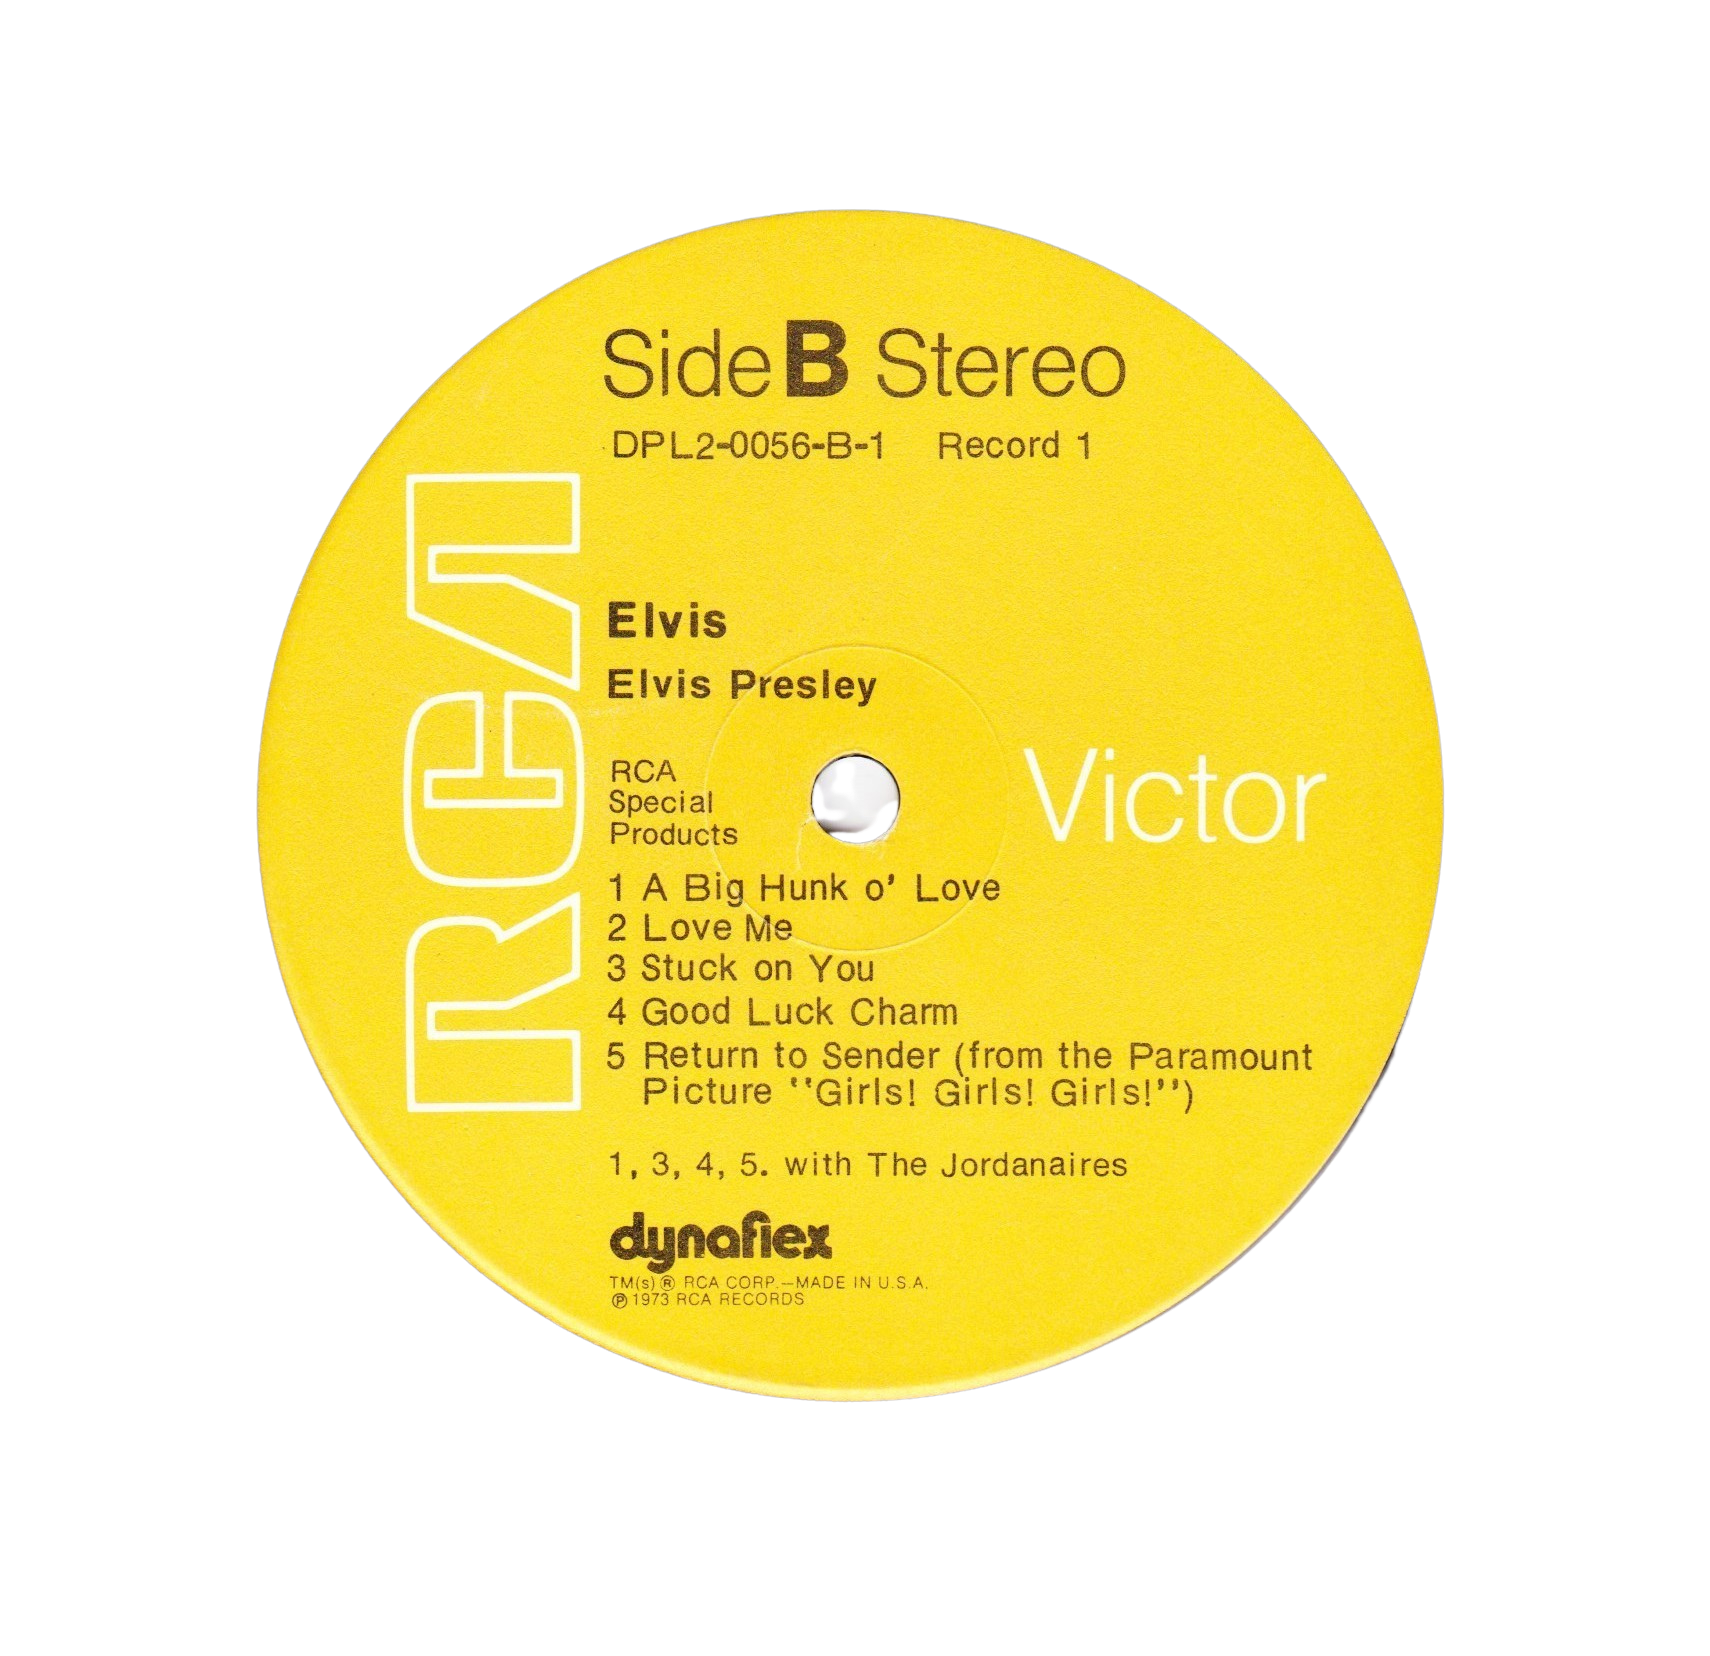 Side B Stereo
DPL2-0056-B-1 Record 1
RCA
Elvis
Elvis Presley
RCA
Special
Products
Victor
1 A Big Hunk o' Love
2 Love Me
3 Stuck on You
4 Good Luck Charm
5 Return to Sender (from the Paramount
Picture "Girls! Girls! Girls!")
1, 3, 4, 5. with The Jordanaires
dynaflex
TM(s) ® RCA CORP.—MADE IN U.S.A.
℗ 1973 RCA RECORDS